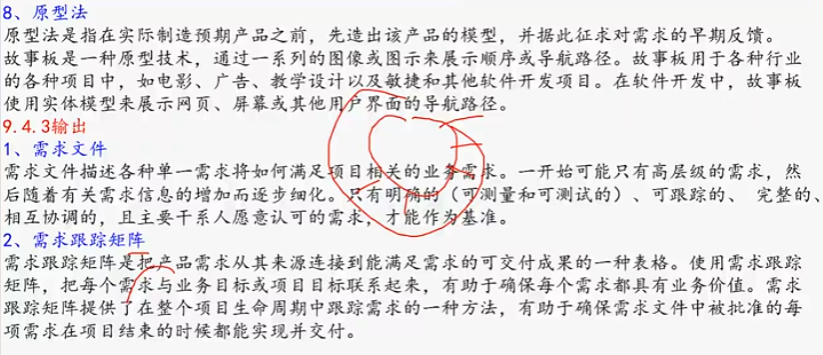 8、原型法
原型法是指在实际制造预期产品之前，先造出该产品的模型，并据此征求对需求的早期反馈。
故事板是一种原型技术，通过一系列的图像或图示来展示顺序或导航路径。故事板用于各种行业
的各种项目中，如电影、广告、教学设计以及敏捷和其他软件开发项目。在软件开发中，故事板
使用实体模型来展示网页、屏幕或其他用户界面的导航路径。
9.4.3输出
1、需求文件
需求文件描述各种单一需求将如何满足项目相关的业务需求。一开始可能只有高层级的需求，然
后随着有关需求信息的增加而逐步细化。只有明确的（可测量和可测试的）、可跟踪的、 完整的、
相互协调的，且主要干系人愿意认可的需求，才能作为基准。
2、需求跟踪矩阵
需求跟踪矩阵是把产品需求从其来源连接到能满足需求的可交付成果的一种表格。使用需求跟踪
矩阵，把每个需求与业务目标或项目目标联系起来，有助于确保每个需求都具有业务价值。需求
跟踪矩阵提供了在整个项目生命周期中跟踪需求的一种方法，有助于确保需求文件中被批准的每
项需求在项目结束的时候都能实现并交付。